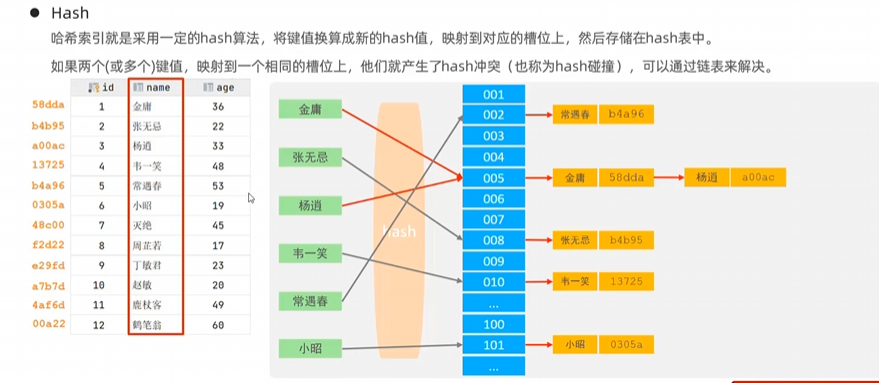 Hash
哈希索引就是采用一定的hash算法，将键值换算成新的hash值，映射到对应的槽位上，然后存储在hash表中。
如果两个(或多个)键值，映射到一个相同的槽位上，他们就产生了hash冲突（也称为hash碰撞），可以通过链表来解决。
id name age
58dda 1 金庸 36
b4b95 2 张无忌 22
a00ac 3 杨逍 33
13725 4 韦一笑 48
b4a96 5 常遇春 53
0305a 6 小昭 19
48c00 7 灭绝 45
f2d22 8 周芷若 17
e29fd 9 丁敏君 23
a7b7d 10 赵敏 20
4af6d 11 鹿杖客 49
00a22 12 鹤笔翁 60
金庸
张无忌
杨逍
韦一笑
常遇春
小昭
hash
001
002 常遇春 b4a96
003
004
005 金庸 58dda 杨逍 a00ac
006
007
008 张无忌 b4b95
009
010 韦一笑 13725
...
100
101 小昭 0305a
...